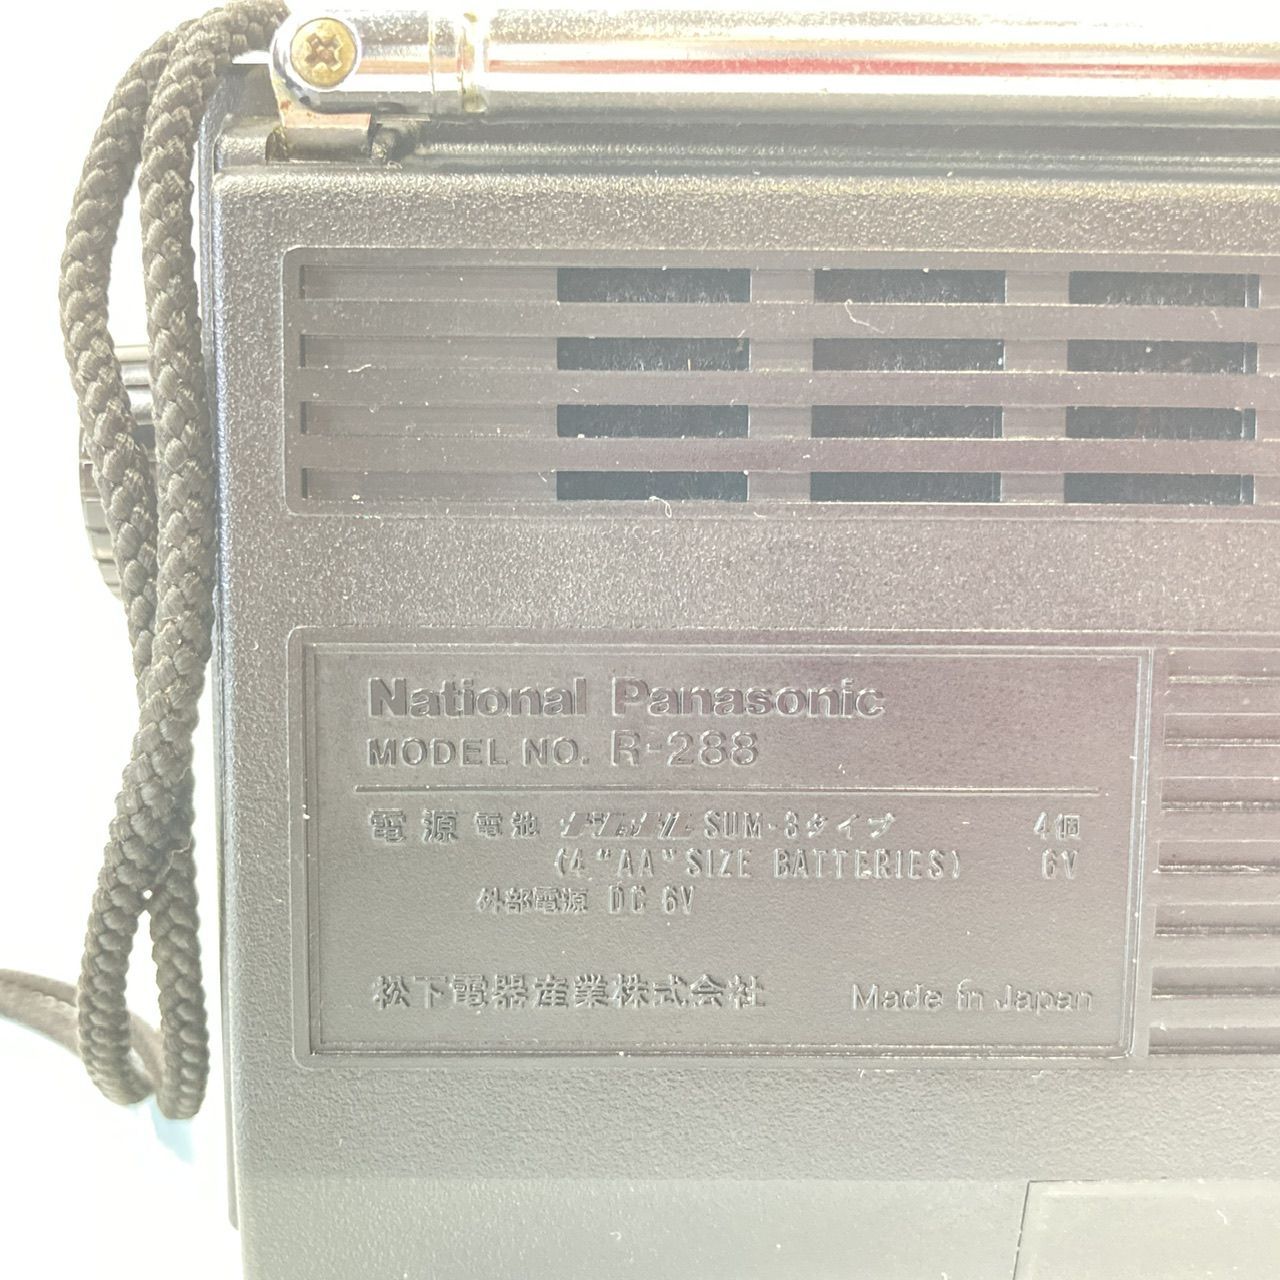 National Panasonic
MODEL NO. R-288
電源 電池 SUM-3タイプ 4個
(4 "AA" SIZE BATTERIES) 6V
外部電源 DC 6V
松下電器産業株式会社 Made in Japan